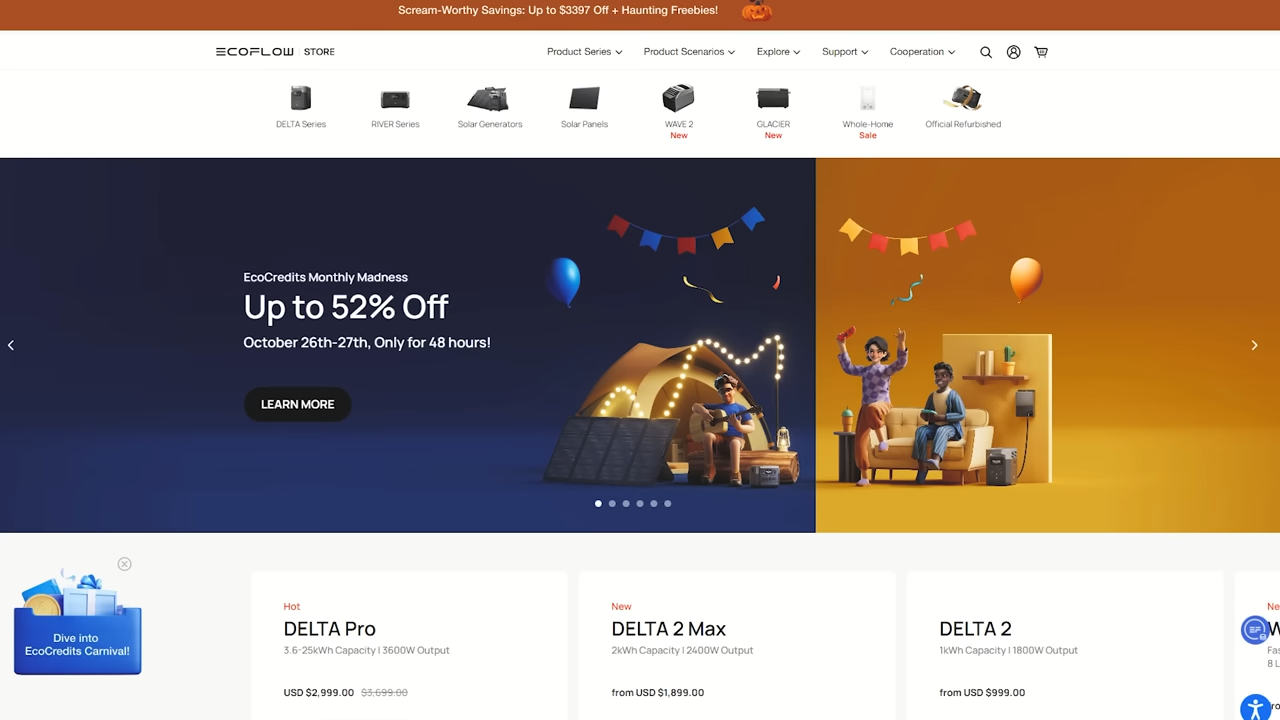 Scream-Worthy Savings: Up to $3397 Off + Haunting Freebies!
ECOFLOW | STORE
Product Series
Product Scenarios
Explore
Support
Cooperation
DELTA Series
RIVER Series
Solar Generators
Solar Panels
WAVE 2
New
GLACIER
New
Whole-Home
Sale
Official Refurbished
EcoCredits Monthly Madness
Up to 52% Off
October 26th-27th, Only for 48 hours!
LEARN MORE
Dive into
EcoCredits Carnival!
Hot
DELTA Pro
3.6-25kWh Capacity | 3600W Output
USD $2,999.00 $3,699.00
New
DELTA 2 Max
2kWh Capacity | 2400W Output
from USD $1,899.00
DELTA 2
1kWh Capacity | 1800W Output
from USD $999.00
Ne
W
Fas
8 L